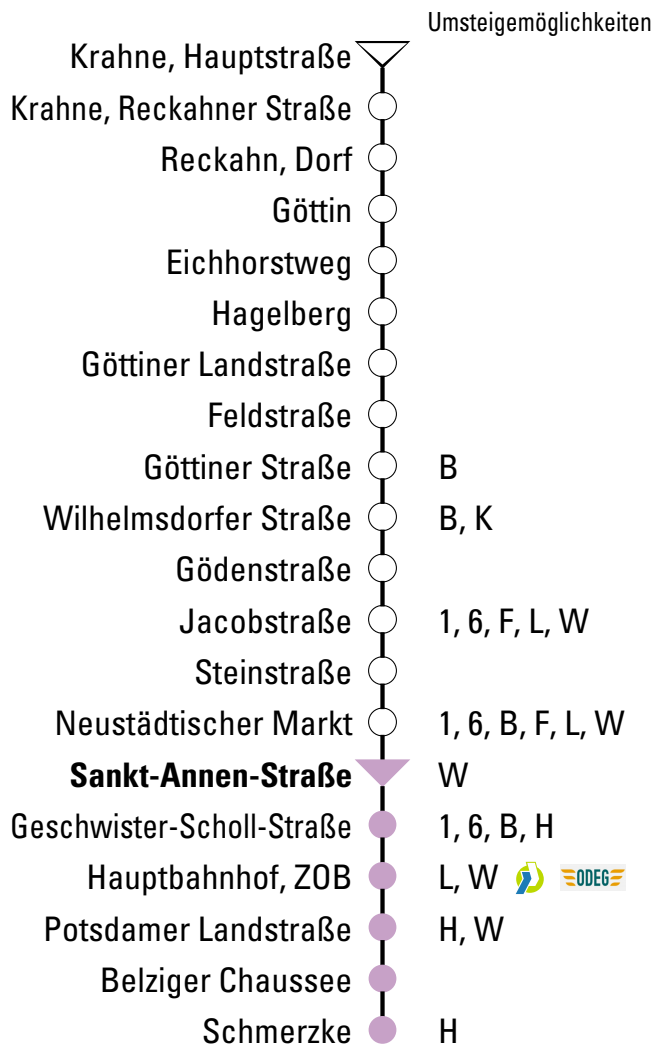 Umsteigemöglichkeiten
Krahne, Hauptstraße
Krahne, Reckahner Straße
Reckahn, Dorf
Göttin
Eichhorstweg
Hagelberg
Göttiner Landstraße
Feldstraße
Göttiner Straße B
Wilhelmsdorfer Straße B, K
Gödenstraße
Jacobstraße 1, 6, F, L, W
Steinstraße
Neustädtischer Markt 1, 6, B, F, L, W
Sankt-Annen-Straße W
Geschwister-Scholl-Straße 1, 6, B, H
Hauptbahnhof, ZOB L, W ODEG
Potsdamer Landstraße H, W
Belziger Chaussee
Schmerzke H